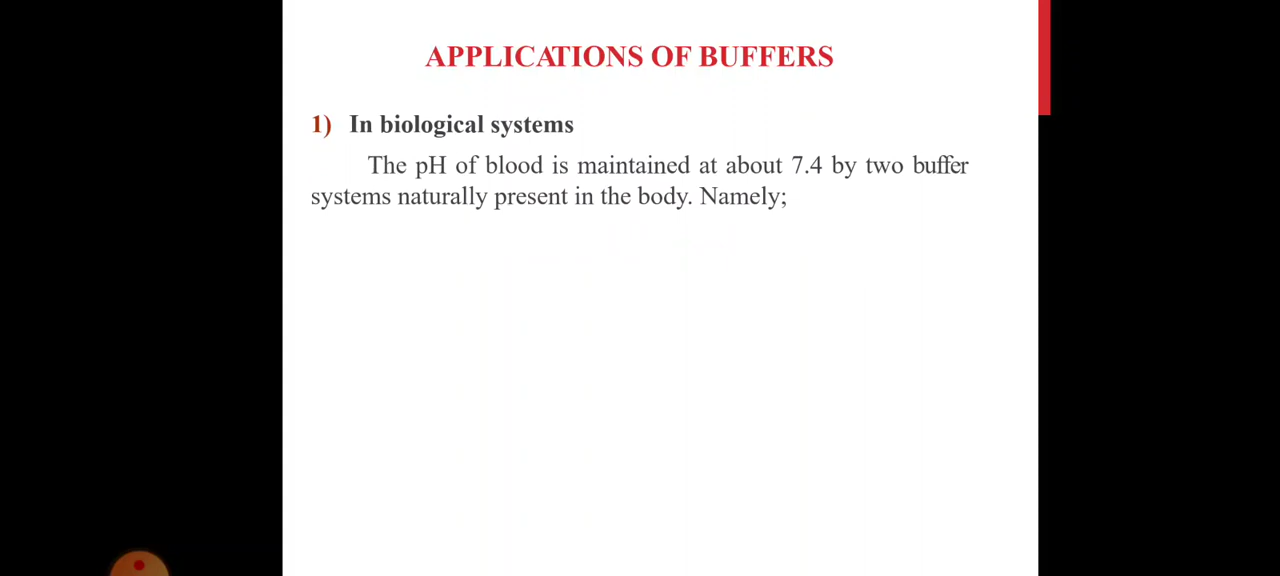 APPLICATIONS OF BUFFERS
1) In biological systems
The pH of blood is maintained at about 7.4 by two buffer
systems naturally present in the body. Namely;